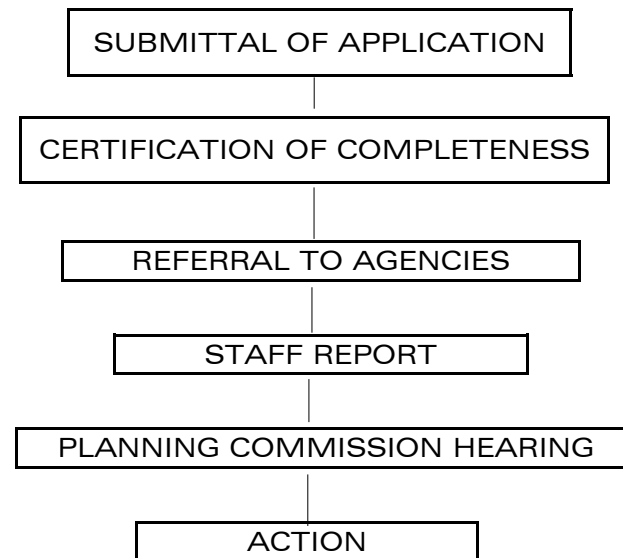 SUBMITTAL OF APPLICATION
CERTIFICATION OF COMPLETENESS
REFERRAL TO AGENCIES
STAFF REPORT
PLANNING COMMISSION HEARING
ACTION